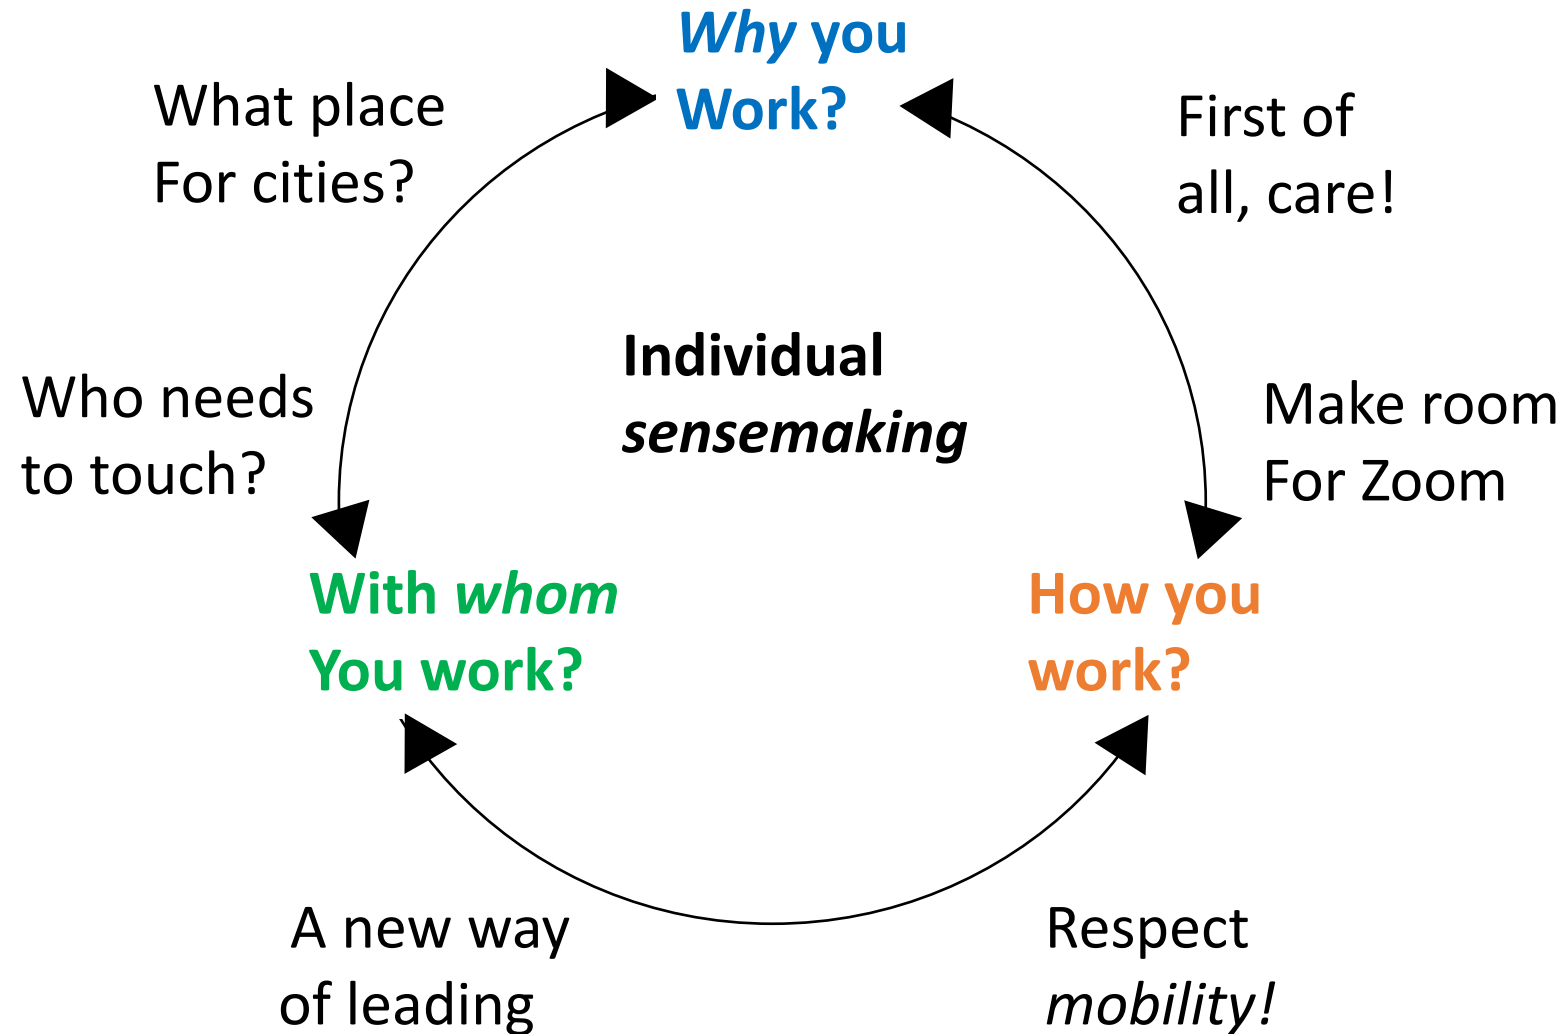 Why you
Work?
What place
For cities?
First of
all, care!
Individual
sensemaking
Who needs
to touch?
Make room
For Zoom
With whom
You work?
How you
work?
A new way
of leading
Respect
mobility!